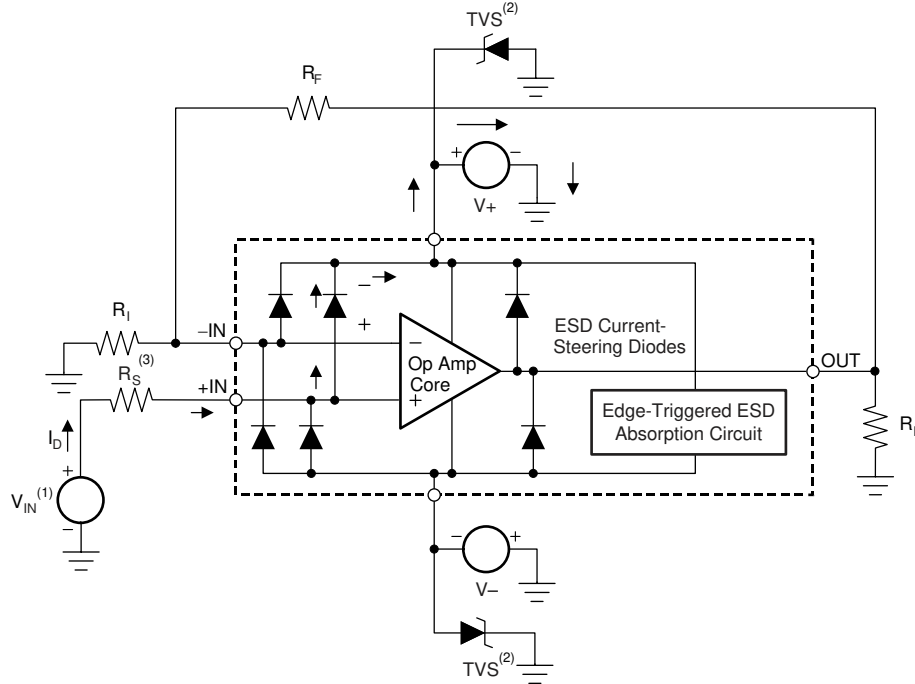 TVS(2)
RF
+ −
V+
−
+
RI
−IN
−
ESD Current-
Steering Diodes
Op Amp
Core
OUT
RS(3)
+IN
+
Edge-Triggered ESD
Absorption Circuit
ID
+
VIN(1)
−
− +
V−
TVS(2)